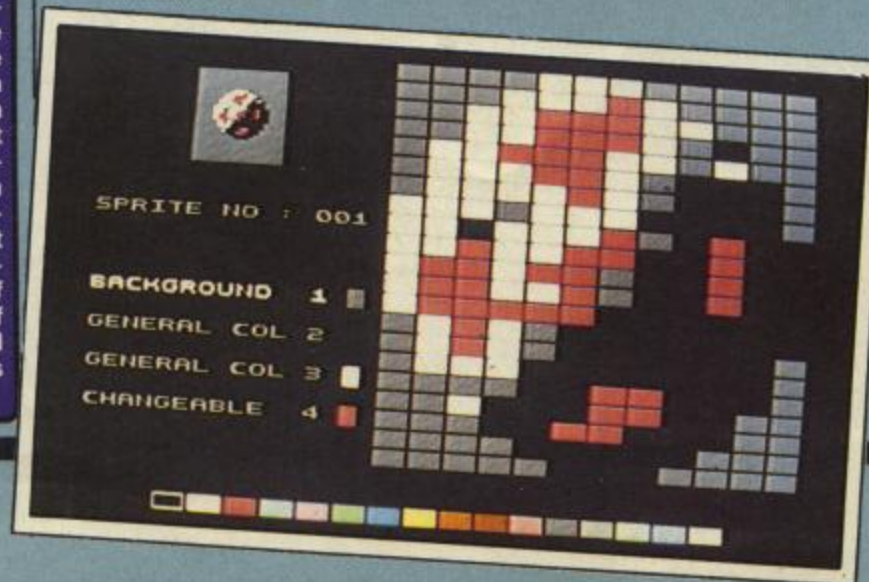 SPRITE NO : 001
BACKGROUND 1
GENERAL COL 2
GENERAL COL 3
CHANGEABLE 4